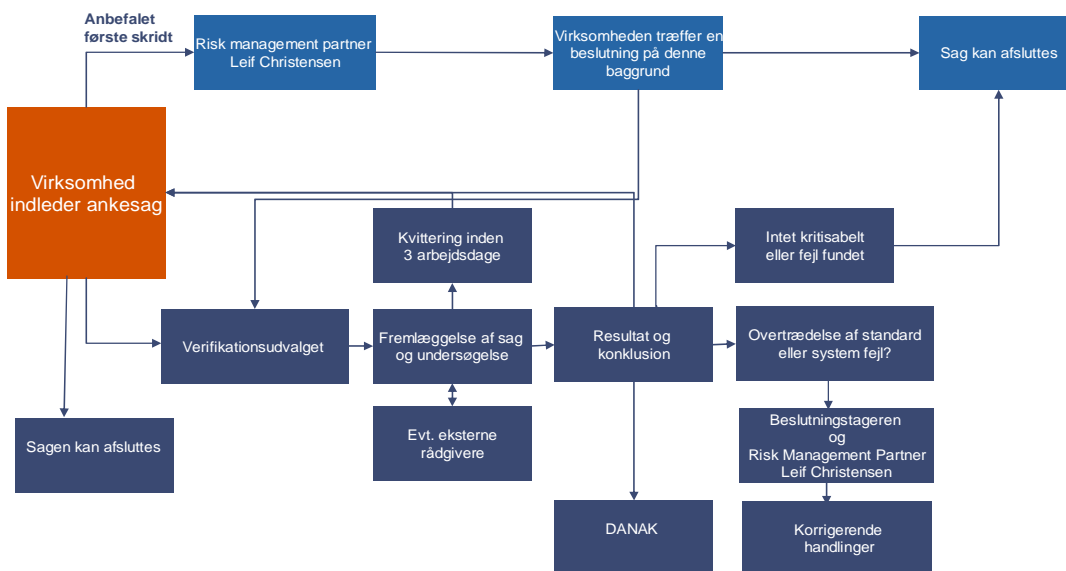 Anbefalet
første skridt
Risk management partner
Leif Christensen
Virksomheden træffer en
beslutning på denne
baggrund
Sag kan afsluttes
Virksomhed
indleder ankesag
Kvittering inden
3 arbejdsdage
Intet kritisabelt
eller fejl fundet
Verifikationsudvalget
Fremlæggelse af sag
og undersøgelse
Resultat og
konklusion
Overtrædelse af standard
eller system fejl?
Sagen kan afsluttes
Evt. eksterne
rådgivere
Beslutningstageren
og
Risk Management Partner
Leif Christensen
DANAK
Korrigerende
handlinger